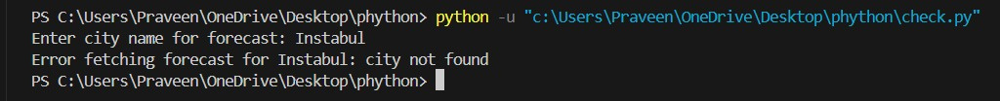 PS C:\Users\Praveen\OneDrive\Desktop\phython> python -u "c:\Users\Praveen\OneDrive\Desktop\phython\check.py"
Enter city name for forecast: Instabul
Error fetching forecast for Instabul: city not found
PS C:\Users\Praveen\OneDrive\Desktop\phython>